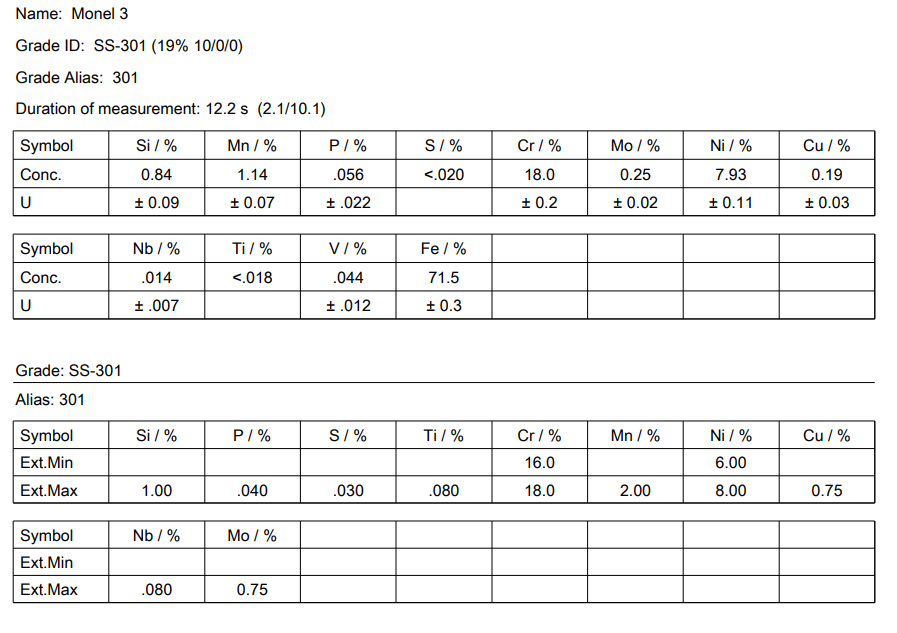 Name: Monel 3
Grade ID: SS-301 (19% 10/0/0)
Grade Alias: 301
Duration of measurement: 12.2 s (2.1/10.1)
Symbol Si / % Mn / % P / % S / % Cr / % Mo / % Ni / % Cu / %
Conc. 0.84 1.14 .056 <.020 18.0 0.25 7.93 0.19
U ± 0.09 ± 0.07 ± .022 ± 0.2 ± 0.02 ± 0.11 ± 0.03
Symbol Nb / % Ti / % V / % Fe / %
Conc. .014 <.018 .044 71.5
U ± .007 ± .012 ± 0.3
Grade: SS-301
Alias: 301
Symbol Si / % P / % S / % Ti / % Cr / % Mn / % Ni / % Cu / %
Ext.Min 16.0 6.00
Ext.Max 1.00 .040 .030 .080 18.0 2.00 8.00 0.75
Symbol Nb / % Mo / %
Ext.Min
Ext.Max .080 0.75